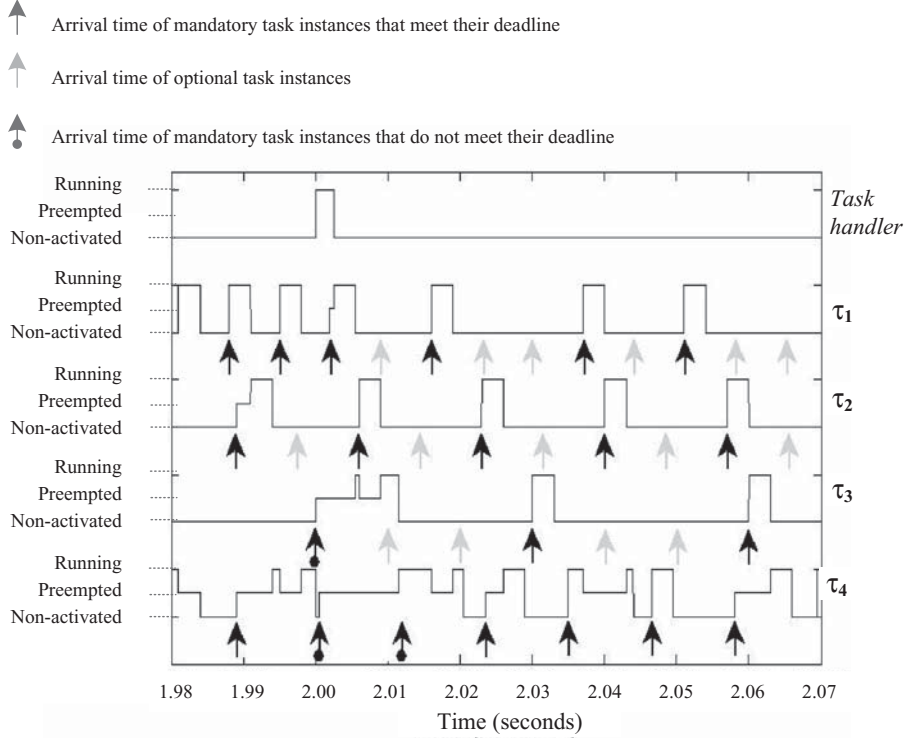 Arrival time of mandatory task instances that meet their deadline
Arrival time of optional task instances
Arrival time of mandatory task instances that do not meet their deadline
Running
Preempted
Non-activated
Task
handler
Running
Preempted
Non-activated
τ1
Running
Preempted
Non-activated
τ2
Running
Preempted
Non-activated
τ3
Running
Preempted
Non-activated
τ4
1.98 1.99 2.00 2.01 2.02 2.03 2.04 2.05 2.06 2.07
Time (seconds)